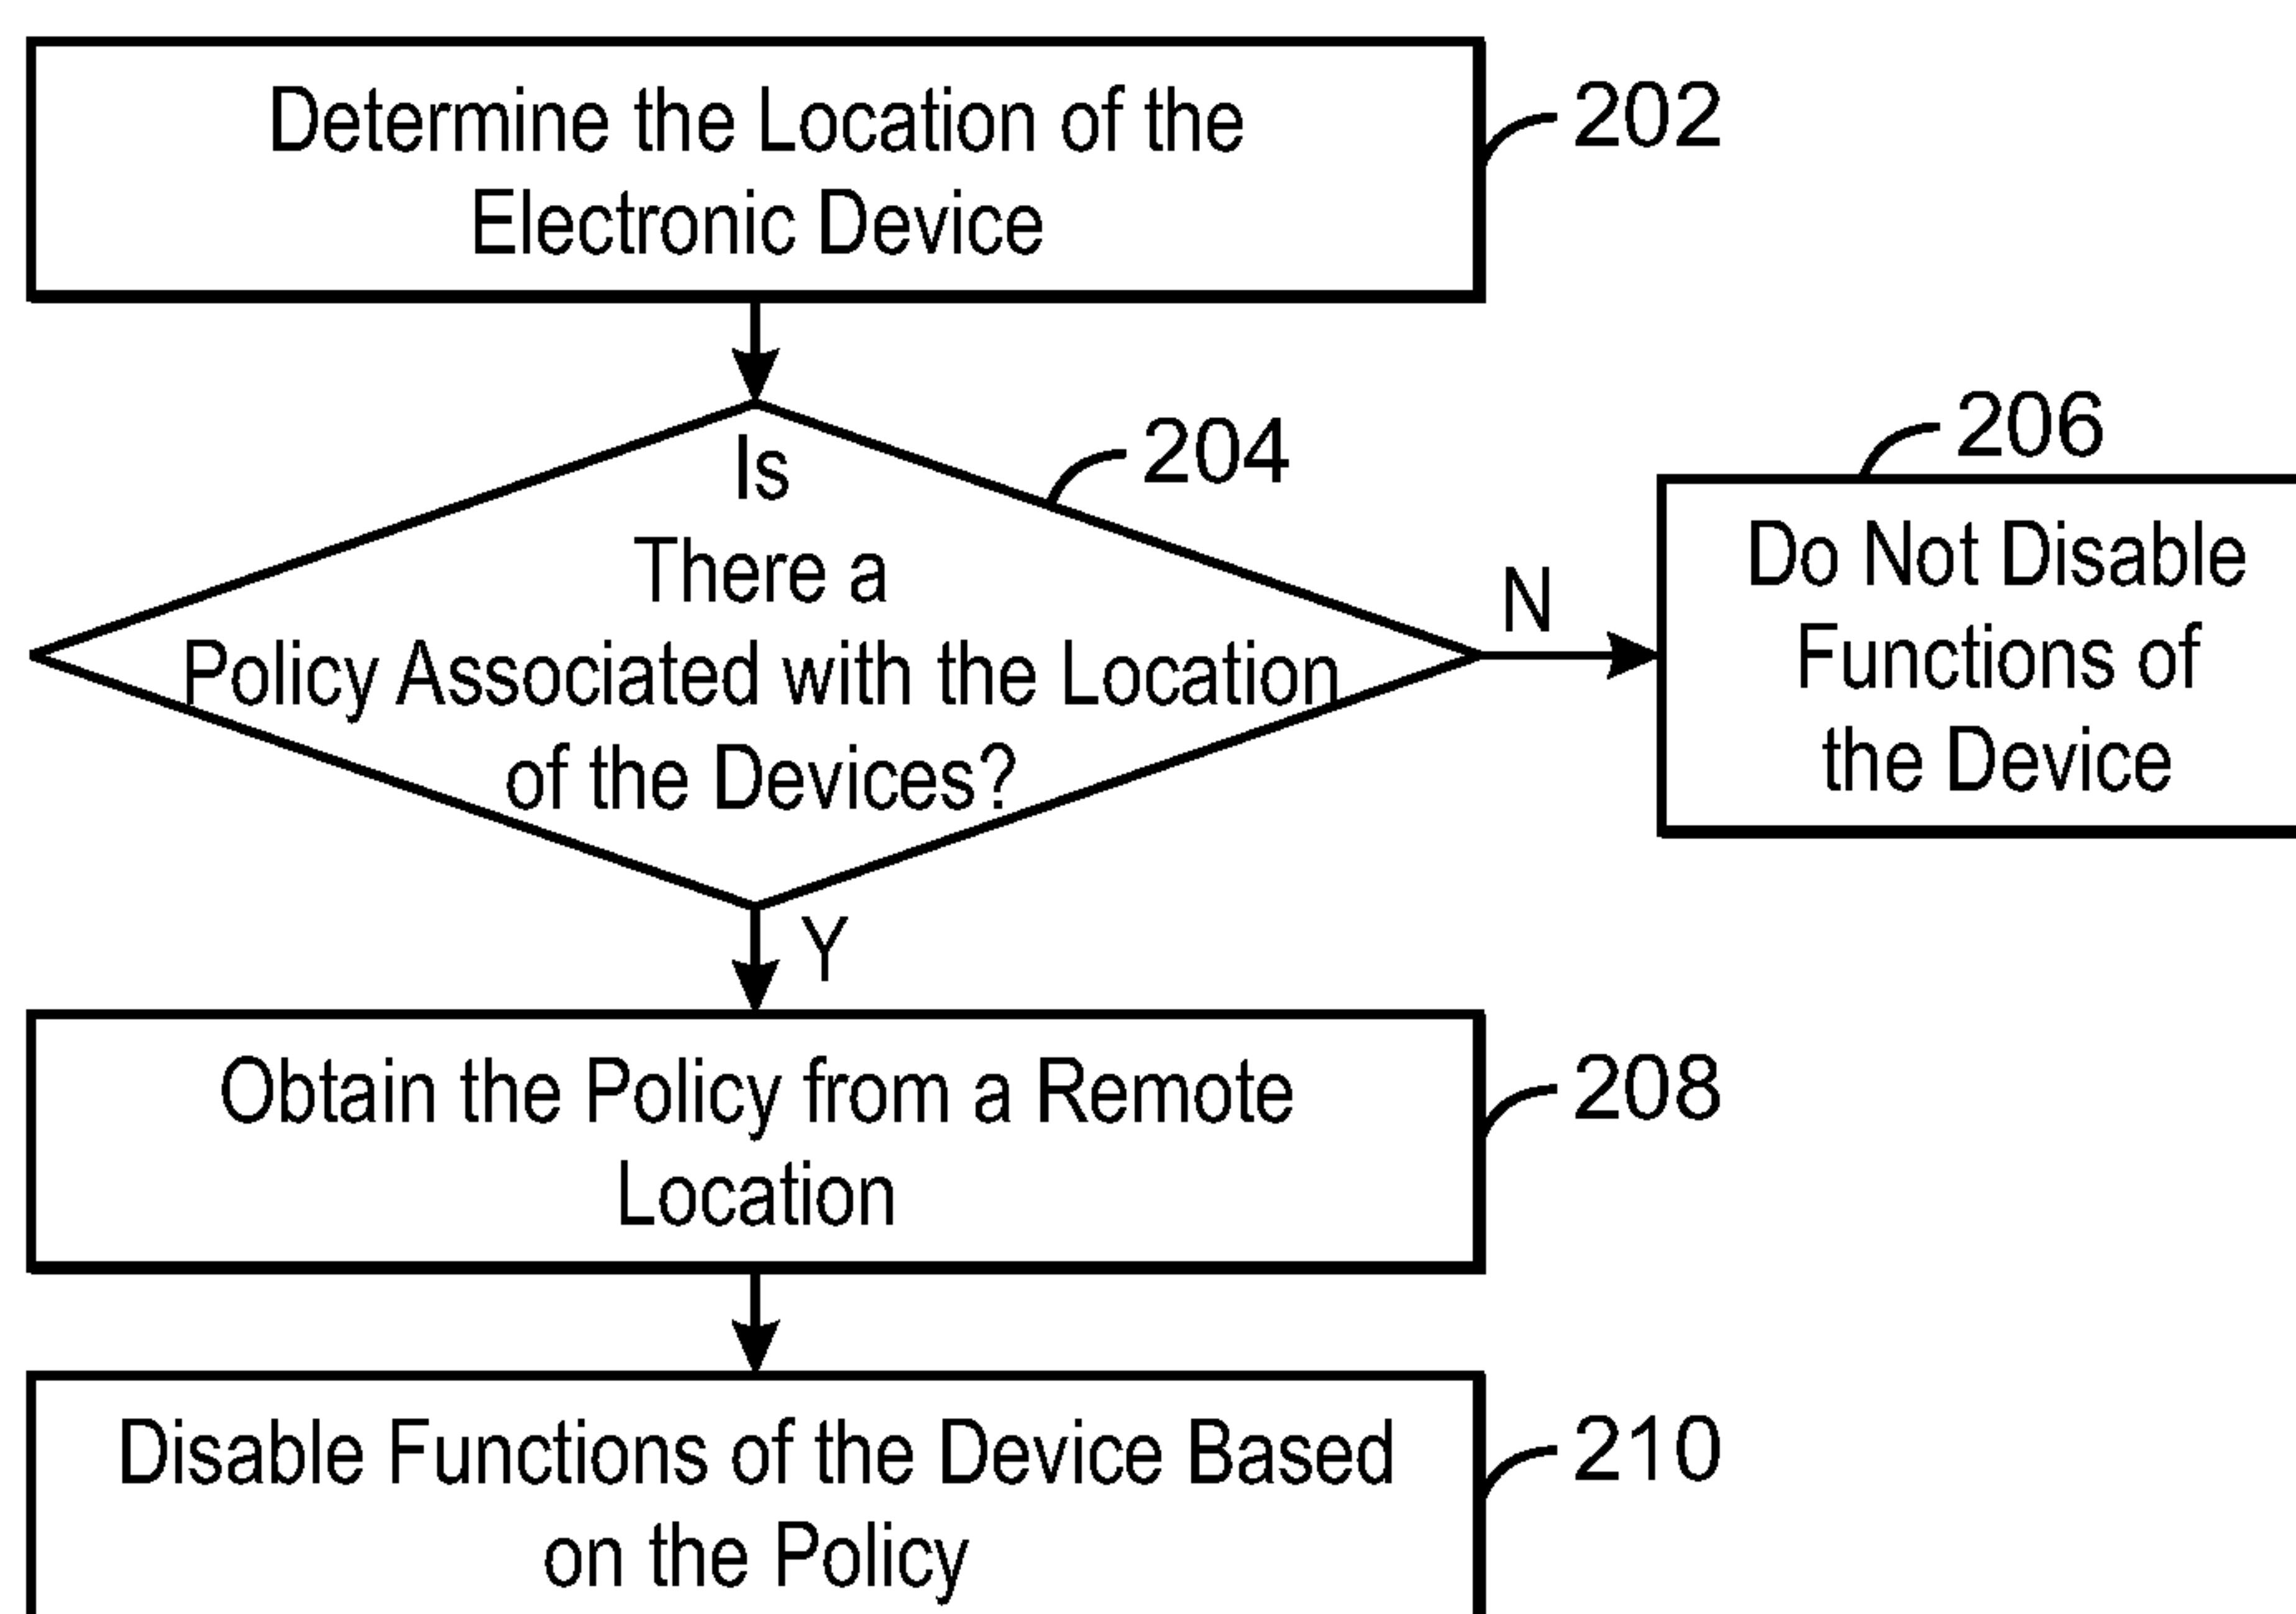 Determine the Location of the
Electronic Device
202
Is
There a
Policy Associated with the Location
of the Devices?
204
N
206
Do Not Disable
Functions of
the Device
Y
Obtain the Policy from a Remote
Location
208
Disable Functions of the Device Based
on the Policy
210